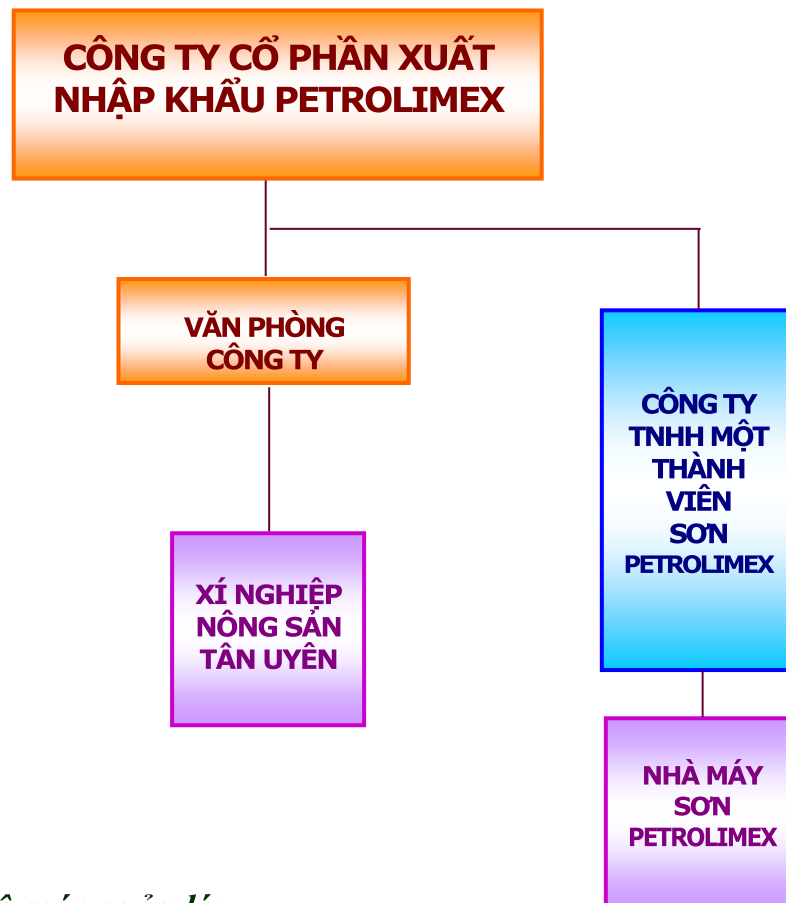 CÔNG TY CỔ PHẦN XUẤT
NHẬP KHẨU PETROLIMEX
VĂN PHÒNG
CÔNG TY
CÔNG TY
TNHH MỘT
THÀNH
VIÊN
SƠN
PETROLIMEX
XÍ NGHIỆP
NÔNG SẢN
TÂN UYÊN
NHÀ MÁY
SƠN
PETROLIMEX